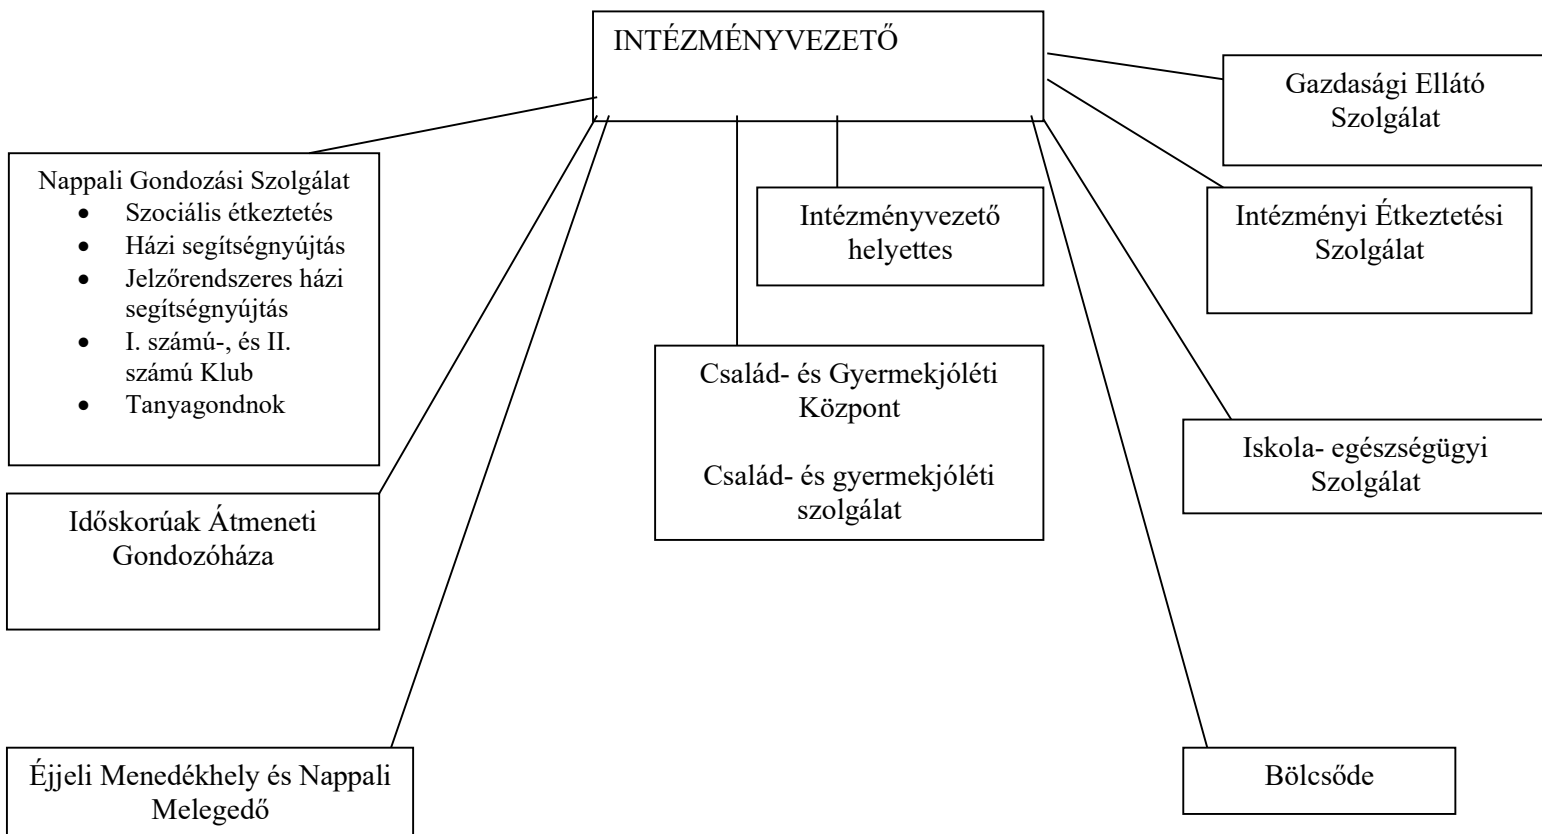 INTÉZMÉNYVEZETŐ
Gazdasági Ellátó
Szolgálat
Nappali Gondozási Szolgálat
• Szociális étkeztetés
• Házi segítségnyújtás
• Jelzőrendszeres házi
segítségnyújtás
• I. számú-, és II.
számú Klub
• Tanyagondnok
Intézményvezető
helyettes
Intézményi Étkeztetési
Szolgálat
Család- és Gyermekjóléti
Központ
Család- és gyermekjóléti
szolgálat
Iskola- egészségügyi
Szolgálat
Időskorúak Átmeneti
Gondozóháza
Éjjeli Menedékhely és Nappali
Melegedő
Bölcsőde